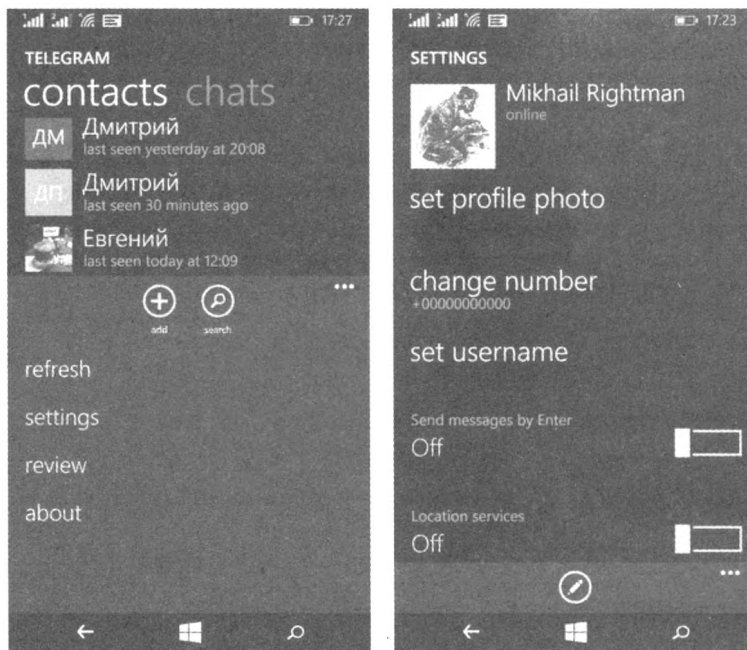 17:27
TELEGRAM
contacts chats
ДМ
Дмитрий
last seen yesterday at 20:08
ДП
Дмитрий
last seen 30 minutes ago
Евгений
last seen today at 12:09
add
search
refresh
settings
review
about
17:23
SETTINGS
Mikhail Rightman
online
set profile photo
change number
+00000000000
set username
Send messages by Enter
Off
Location services
Off